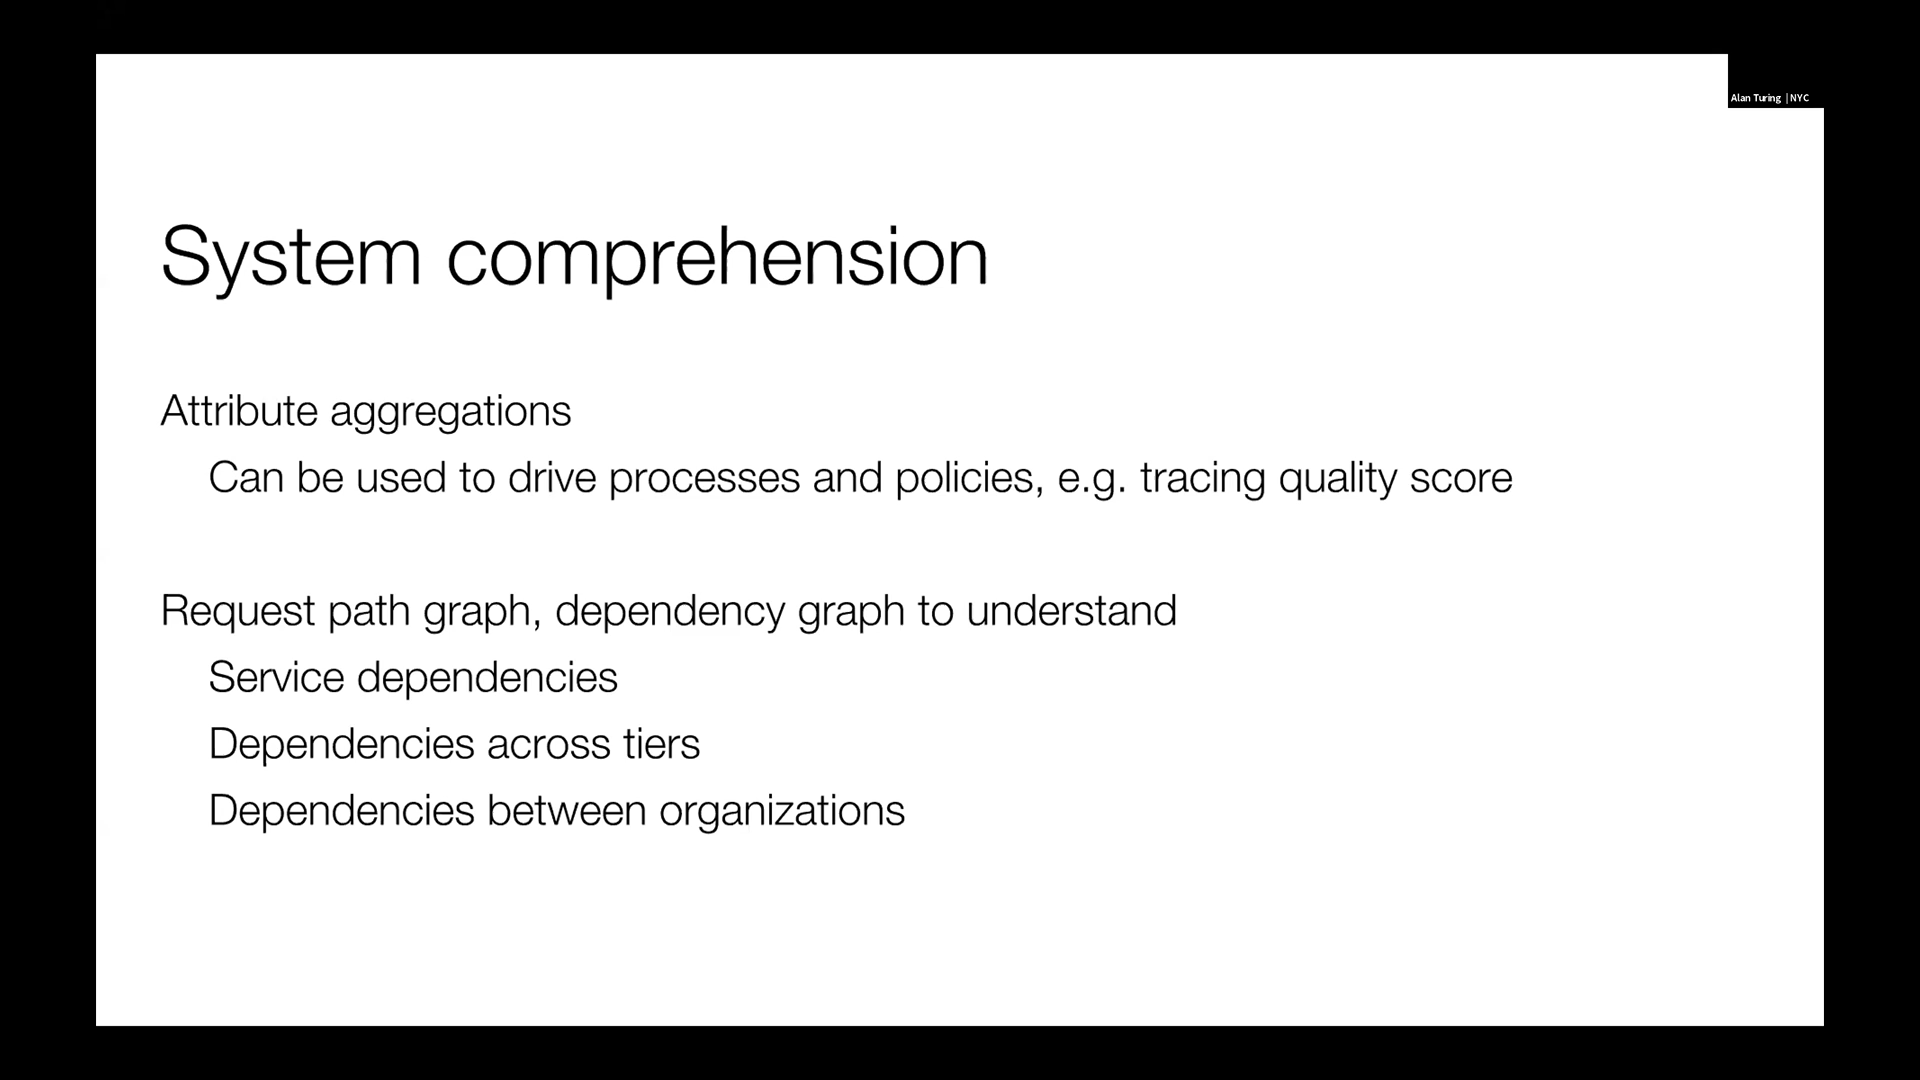 Alan Turing | NYC
System comprehension
Attribute aggregations
Can be used to drive processes and policies, e.g. tracing quality score
Request path graph, dependency graph to understand
Service dependencies
Dependencies across tiers
Dependencies between organizations